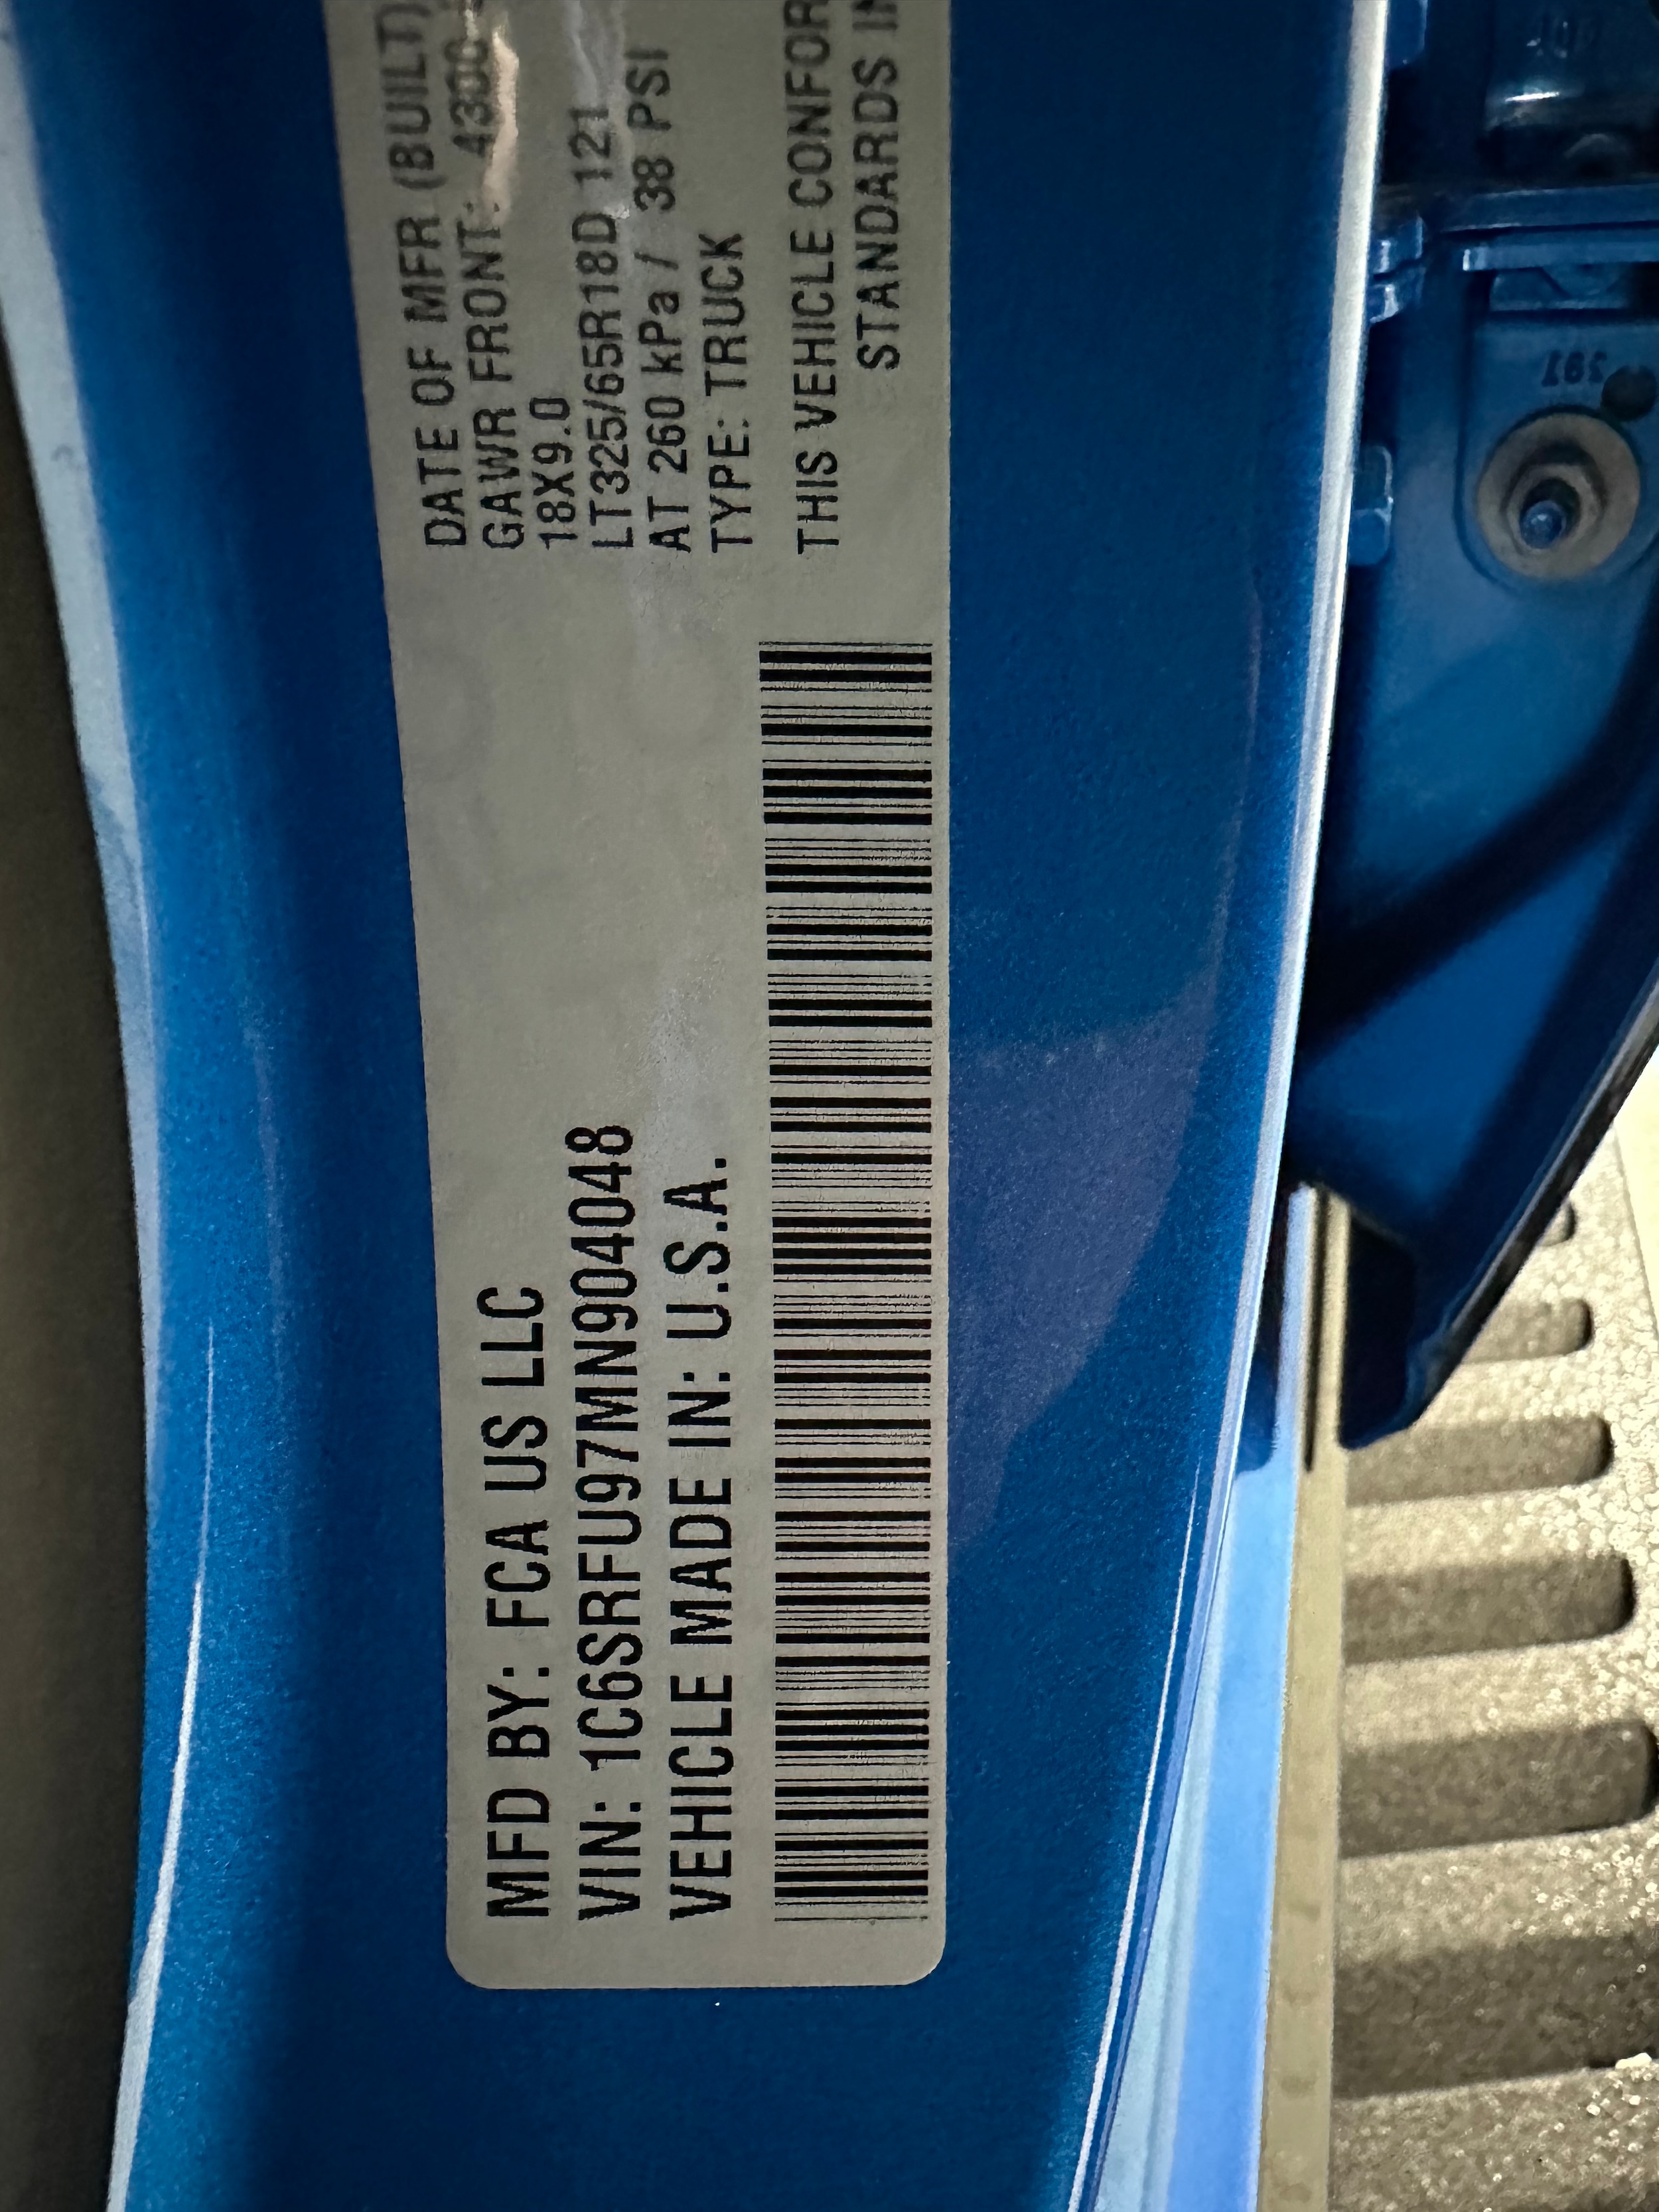 MFD BY: FCA US LLC
VIN: 1C6SRFU97MN904048
VEHICLE MADE IN: U.S.A.
DATE OF MFR (BUILT)
GAWR FRONT: 4300
18X9.0
LT325/65R18D 121
AT 260 kPa / 38 PSI
TYPE: TRUCK
THIS VEHICLE CONFOR
STANDARDS IN